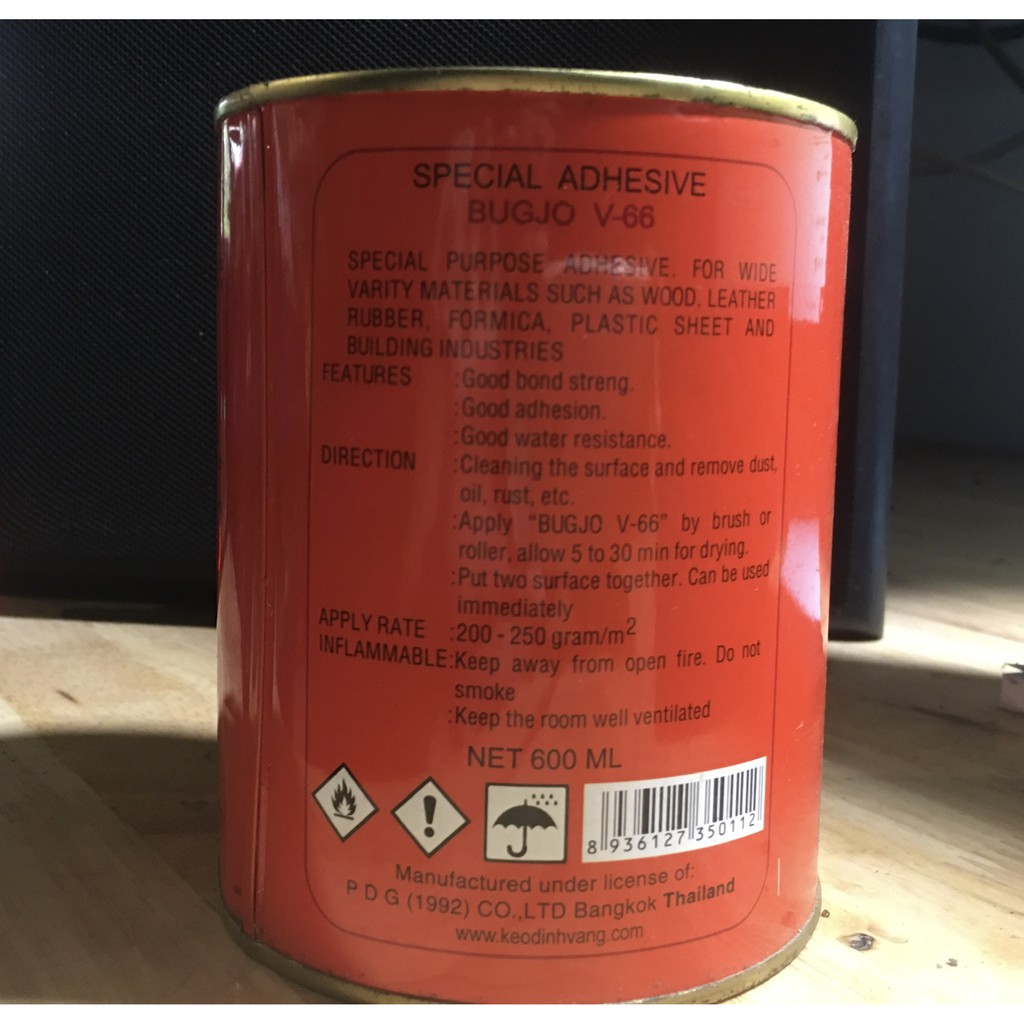 SPECIAL ADHESIVE
BUGJO V-66
SPECIAL PURPOSE ADHESIVE. FOR WIDE
VARITY MATERIALS SUCH AS WOOD, LEATHER
RUBBER, FORMICA, PLASTIC SHEET AND
BUILDING INDUSTRIES
FEATURES :Good bond streng.
:Good adhesion.
:Good water resistance.
DIRECTION :Cleaning the surface and remove dust,
oil, rust, etc.
:Apply "BUGJO V-66" by brush or
roller, allow 5 to 30 min for drying.
:Put two surface together. Can be used
immediately
APPLY RATE :200 - 250 gram/m²
INFLAMMABLE:Keep away from open fire. Do not
smoke
:Keep the room well ventilated
NET 600 ML
8 936127 350112
Manufactured under license of:
P D G (1992) CO.,LTD Bangkok Thailand
www.keodinhvang.com